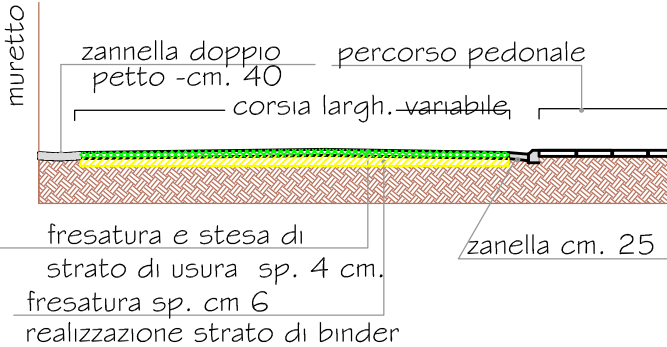 muretto
zannella doppio
petto -cm. 40
percorso pedonale
corsia largh. variabile
fresatura e stesa di
strato di usura sp. 4 cm.
zanella cm. 25
fresatura sp. cm 6
realizzazione strato di binder